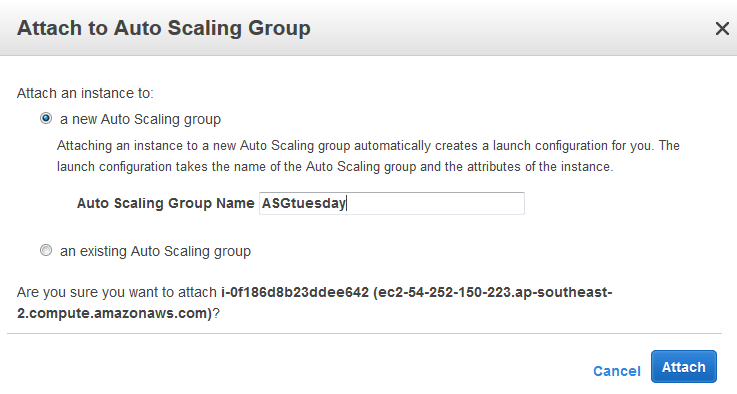 Attach to Auto Scaling Group
Attach an instance to:
a new Auto Scaling group
Attaching an instance to a new Auto Scaling group automatically creates a launch configuration for you. The
launch configuration takes the name of the Auto Scaling group and the attributes of the instance.
Auto Scaling Group Name ASGtuesday
an existing Auto Scaling group
Are you sure you want to attach i-0f186d8b23ddee642 (ec2-54-252-150-223.ap-southeast-
2.compute.amazonaws.com)?
Cancel Attach